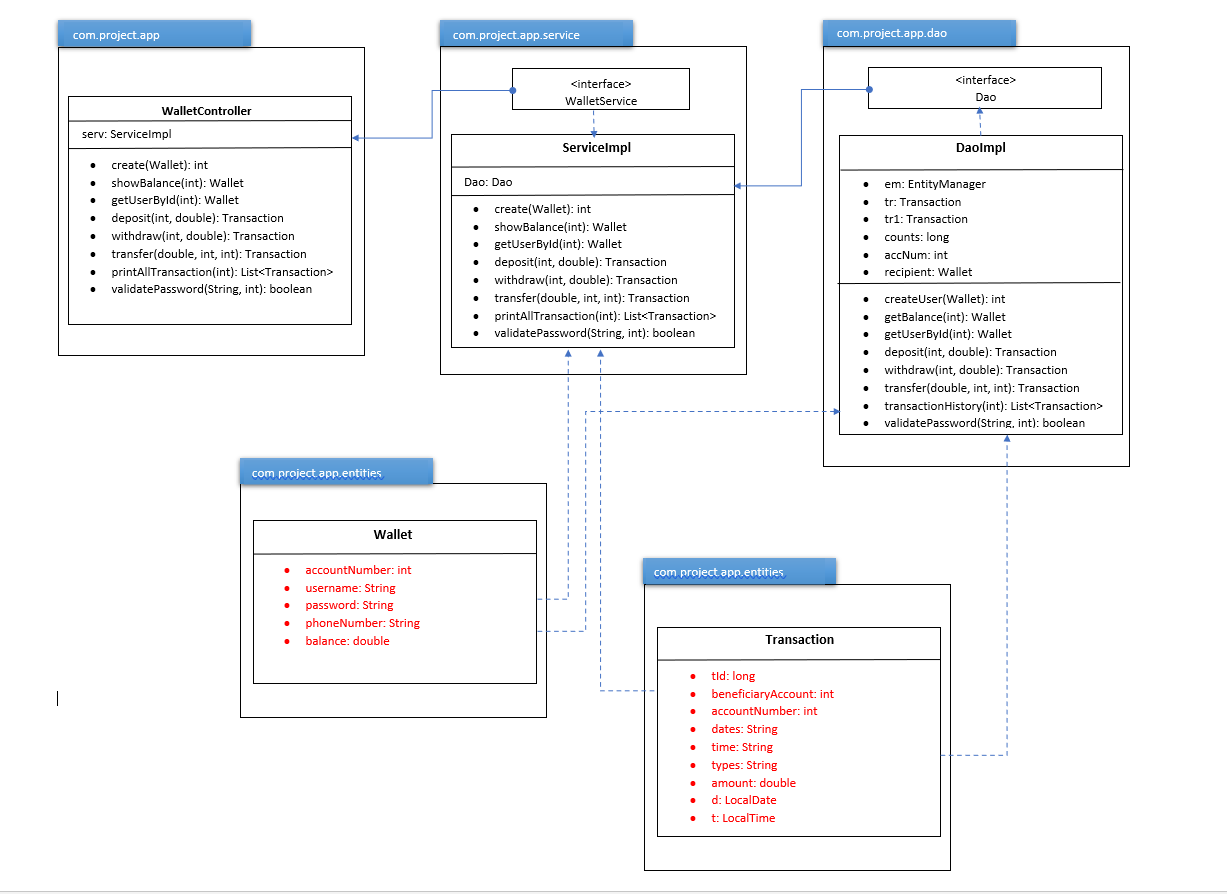 com.project.app
WalletController
serv: ServiceImpl
create(Wallet): int
showBalance(int): Wallet
getUserById(int): Wallet
deposit(int, double): Transaction
withdraw(int, double): Transaction
transfer(double, int, int): Transaction
printAllTransaction(int): List<Transaction>
validatePassword(String, int): boolean
com.project.app.service
<interface>
WalletService
ServiceImpl
Dao: Dao
create(Wallet): int
showBalance(int): Wallet
getUserById(int): Wallet
deposit(int, double): Transaction
withdraw(int, double): Transaction
transfer(double, int, int): Transaction
printAllTransaction(int): List<Transaction>
validatePassword(String, int): boolean
com.project.app.dao
<interface>
Dao
DaoImpl
em: EntityManager
tr: Transaction
tr1: Transaction
counts: long
accNum: int
recipient: Wallet
createUser(Wallet): int
getBalance(int): Wallet
getUserById(int): Wallet
deposit(int, double): Transaction
withdraw(int, double): Transaction
transfer(double, int, int): Transaction
transactionHistory(int): List<Transaction>
validatePassword(String, int): boolean
com.project.app.entities
Wallet
accountNumber: int
username: String
password: String
phoneNumber: String
balance: double
com.project.app.entities
Transaction
tId: long
beneficiaryAccount: int
accountNumber: int
dates: String
time: String
types: String
amount: double
d: LocalDate
t: LocalTime